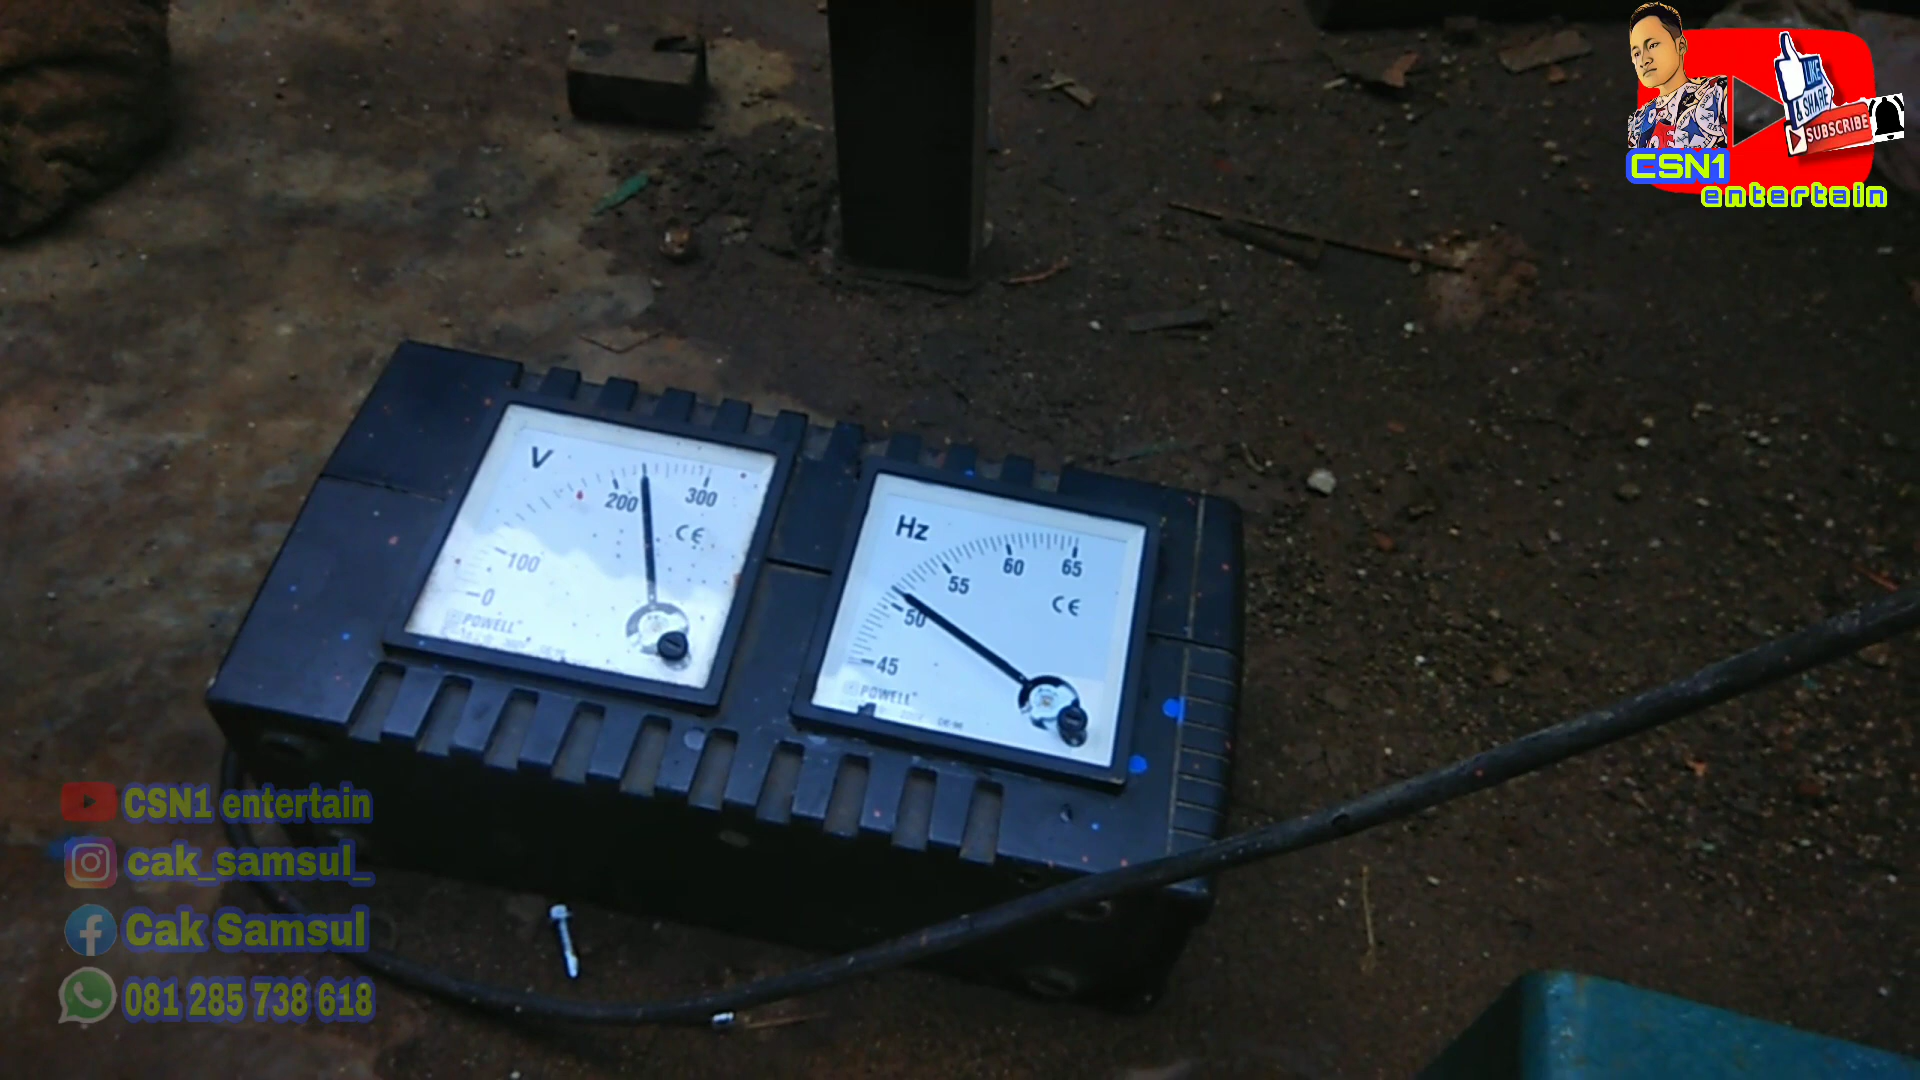 LIKE
& SHARE
SUBSCRIBE
CSN1
entertain
V
200
300
CE
100
0
POWELL
Hz
60
65
55
CE
50
45
POWELL
CSN1 entertain
cak_samsul_
Cak Samsul
081 285 738 618